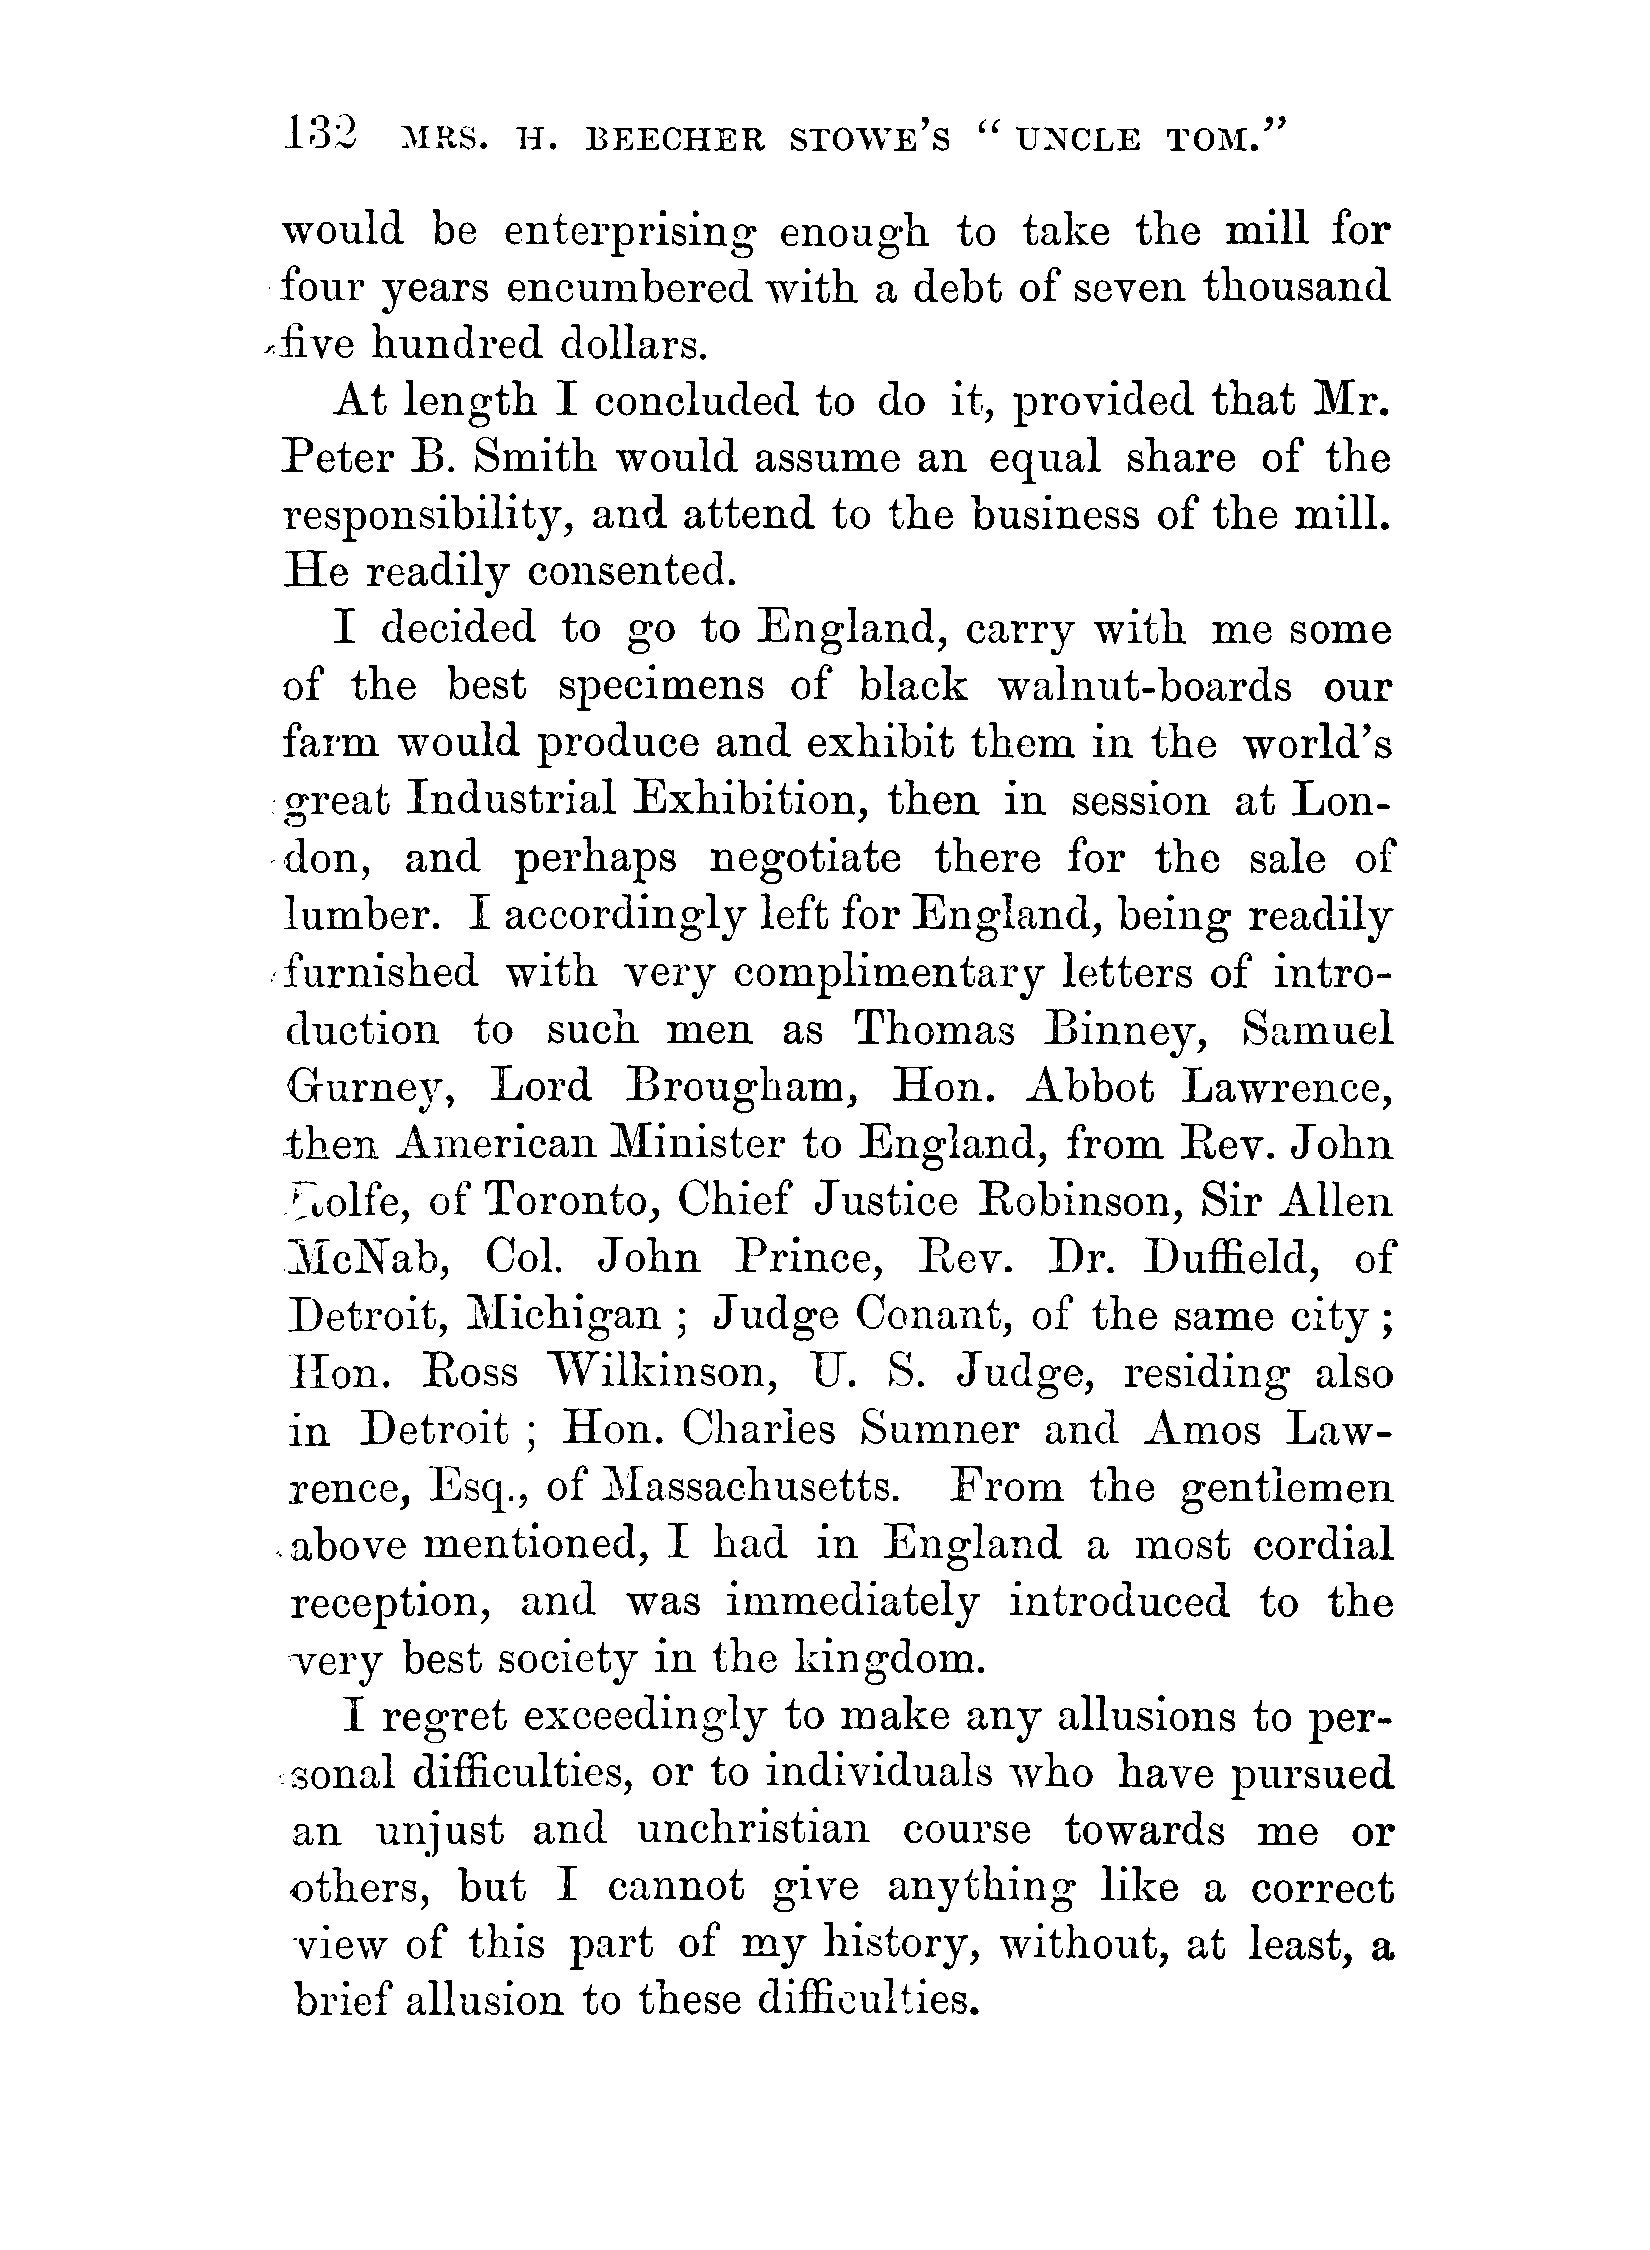 132 MRS. H. BEECHER STOWE'S “ UNCLE TOM.”
would be enterprising enough to take the mill for
four years encumbered with a debt of seven thousand
five hundred dollars.
At length I concluded to do it, provided that Mr.
Peter B. Smith would assume an equal share of the
responsibility, and attend to the business of the mill.
He readily consented.
I decided to go to England, carry with me some
of the best specimens of black walnut-boards our
farm would produce and exhibit them in the world's
great Industrial Exhibition, then in session at Lon-
don, and perhaps negotiate there for the sale of
lumber. I accordingly left for England, being readily
furnished with very complimentary letters of intro-
duction to such men as Thomas Binney, Samuel
Gurney, Lord Brougham, Hon. Abbot Lawrence,
then American Minister to England, from Rev. John
of Toronto, Chief Justice Robinson, Sir Allen
McNab, Col. John Prince, Rev. Dr. Duffield, of
Detroit, Michigan ; Judge Conant, of the same city ;
Hon. Ross Wilkinson, U. S. Judge, residing also
in Detroit ; Hon. Charles Sumner and Amos Law-
rence, Esq., of Massachusetts. From the gentlemen
above mentioned, I had in England a most cordial
reception, and was immediately introduced to the
very best society in the kingdom.
I regret exceedingly to make any allusions to per-
sonal difficulties, or to individuals who have pursued
an unjust and unchristian course towards me or
others, but I cannot give anything like a correct
view of this part of my history, without, at least, a
brief allusion to these difficulties.